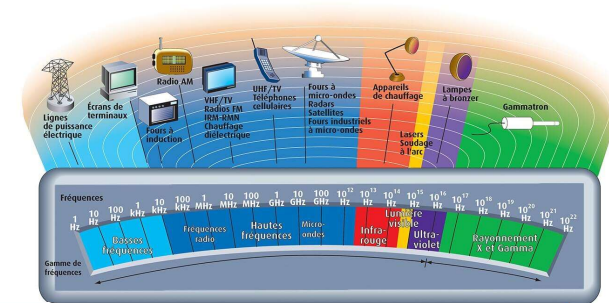 Radio AM
Écrans de
terminaux
Lignes
de puissance
électrique
Fours à
induction
VHF/TV
Radios FM
IRM-RMN
Chauffage
diélectrique
UHF/TV
Téléphones
cellulaires
Fours à
micro-ondes
Radars
Satellites
Fours industriels
à micro-ondes
Appareils
de chauffage
Lasers
Soudage
à l'arc
Lampes
à bronzer
Gammatron
Fréquences
1
Hz
10
Hz
100
Hz
1
kHz
10
kHz
100
kHz
1
MHz
10
MHz
100
MHz
1
GHz
10
GHz
100
GHz
10¹²
Hz
10¹³
Hz
10¹⁴
Hz
10¹⁵
Hz
10¹⁶
Hz
10¹⁷
Hz
10¹⁸
Hz
10¹⁹
Hz
10²⁰
Hz
10²¹
Hz
10²²
Hz
Basses
fréquences
Fréquences
radio
Hautes
fréquences
Micro-
ondes
Infra-
rouge
Lumière
visible
Ultra-
violet
Rayonnement
X et Gamma
Gamme de
fréquences